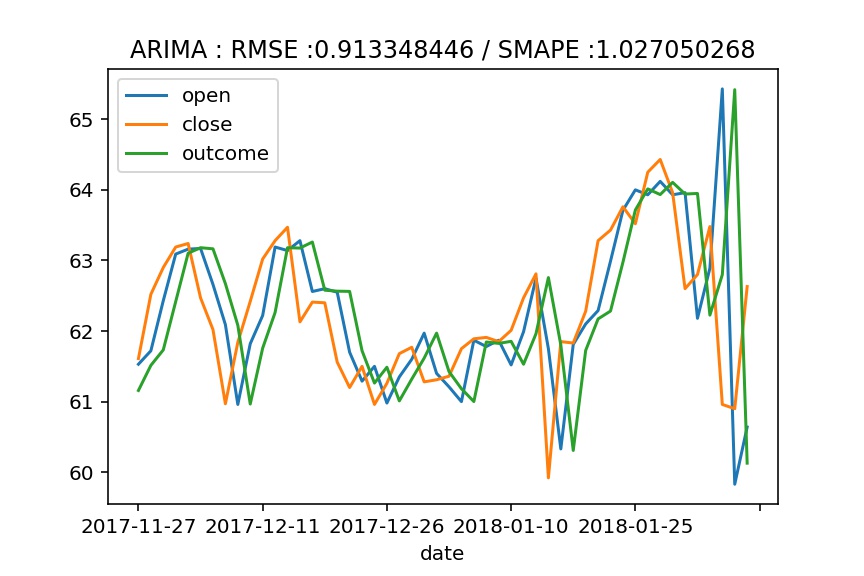 ARIMA : RMSE :0.913348446 / SMAPE :1.027050268
open
close
outcome
65
64
63
62
61
60
2017-11-27 2017-12-11 2017-12-26 2018-01-10 2018-01-25
date